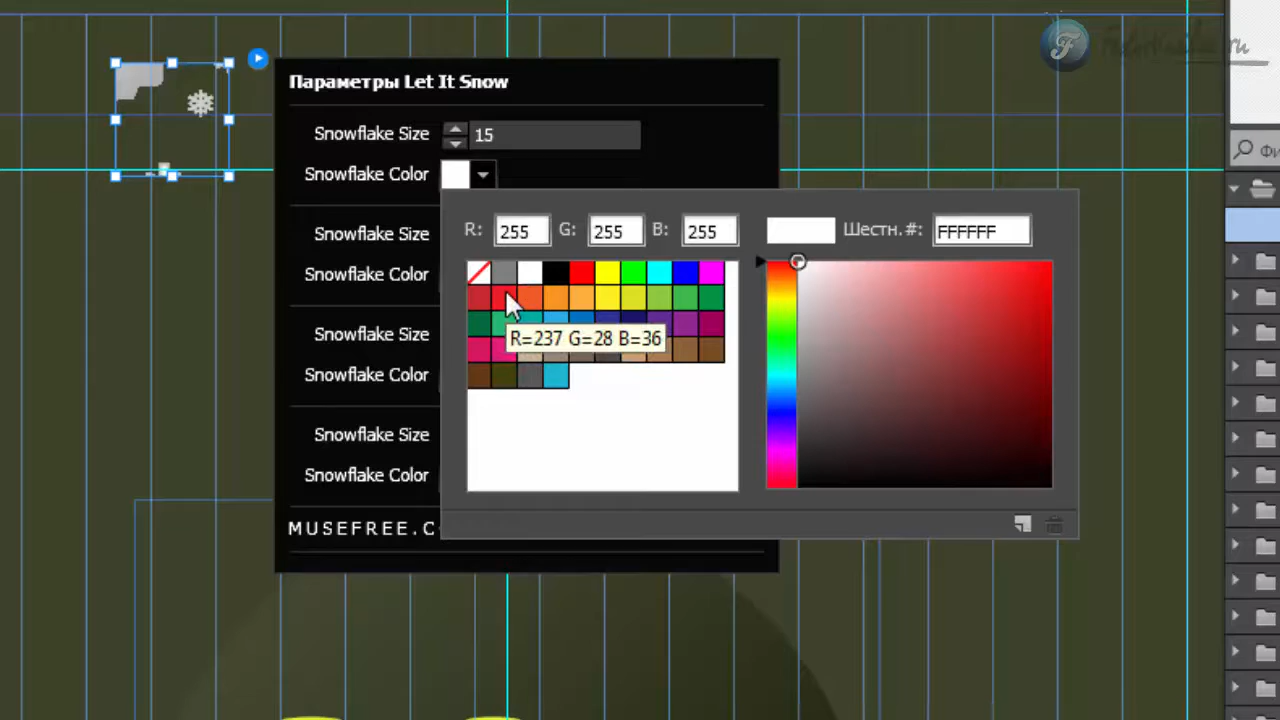 Параметры Let It Snow
Snowflake Size 15
Snowflake Color
R: 255 G: 255 B: 255 Шестн.#: FFFFFF
R=237 G=28 B=36
Snowflake Size
Snowflake Color
Snowflake Size
Snowflake Color
Snowflake Size
Snowflake Color
MUSEFREE.C